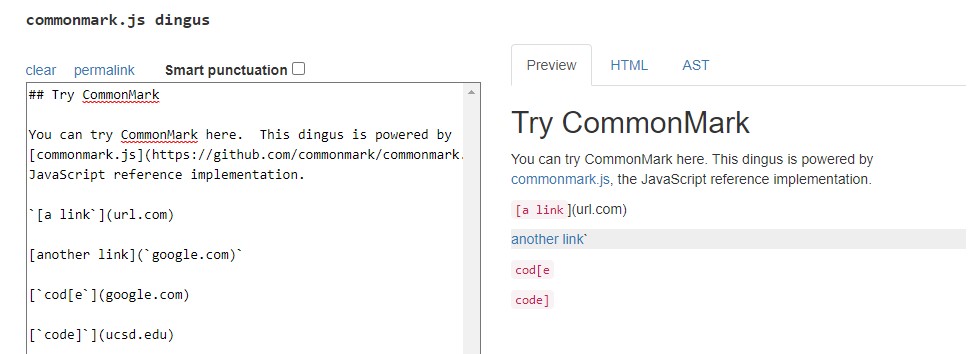 commonmark.js dingus
clear permalink Smart punctuation
## Try CommonMark
You can try CommonMark here.  This dingus is powered by
[commonmark.js](https://github.com/commonmark/commonmark.
JavaScript reference implementation.
`[a link`](url.com)
[another link](`google.com)`
[`cod[e`](google.com)
[`code]`](ucsd.edu)
Preview HTML AST
Try CommonMark
You can try CommonMark here. This dingus is powered by
commonmark.js, the JavaScript reference implementation.
[a link](url.com)
another link`
cod[e
code]